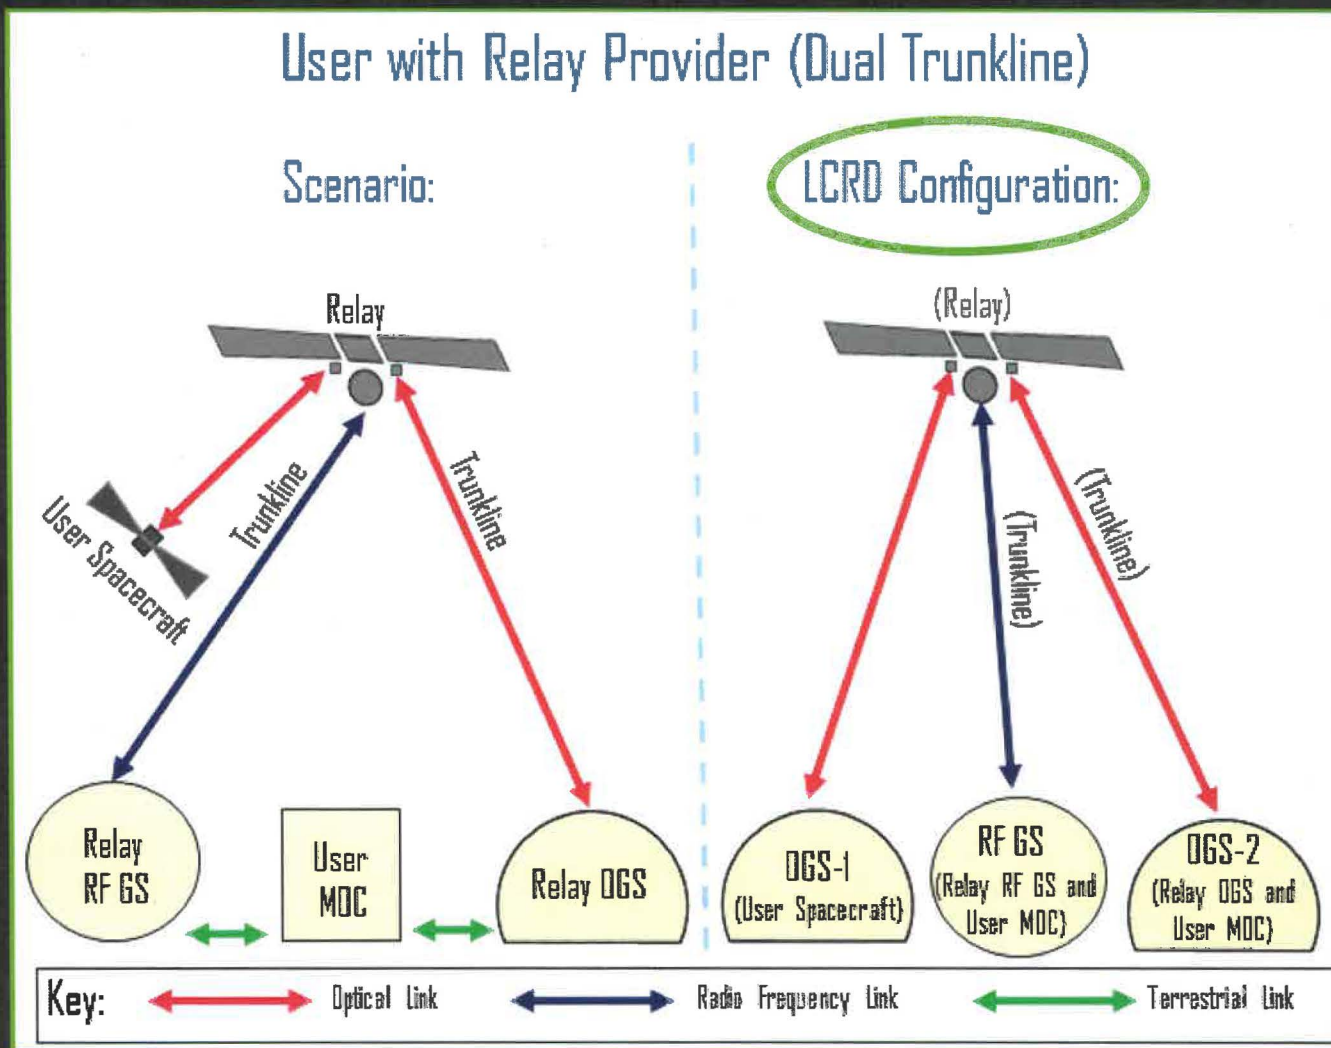 User with Relay Provider (Dual Trunkline)
Scenario:
Relay
User Spacecraft
Trunkline
Trunkline
Relay
RF GS
User
MOC
Relay OGS
LCRD Configuration:
(Relay)
(Trunkline)
(Trunkline)
OGS-1
(User Spacecraft)
RF GS
(Relay RF GS and
User MOC)
OGS-2
(Relay OGS and
User MOC)
Key:
Optical Link
Radio Frequency Link
Terrestrial Link